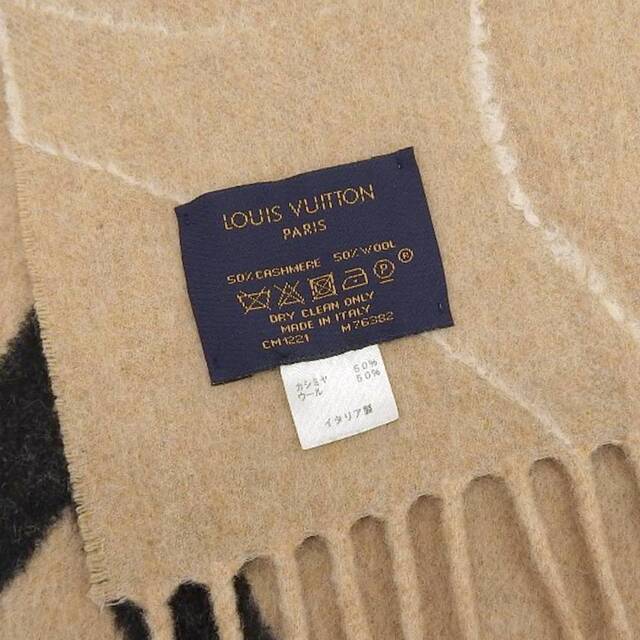 LOUIS VUITTON
PARIS
50%CASHMERE 50%WOOL
P ®
DRY CLEAN ONLY
MADE IN ITALY
CM1221 M76382
カシミヤ 50%
ウール 50%
イタリア製